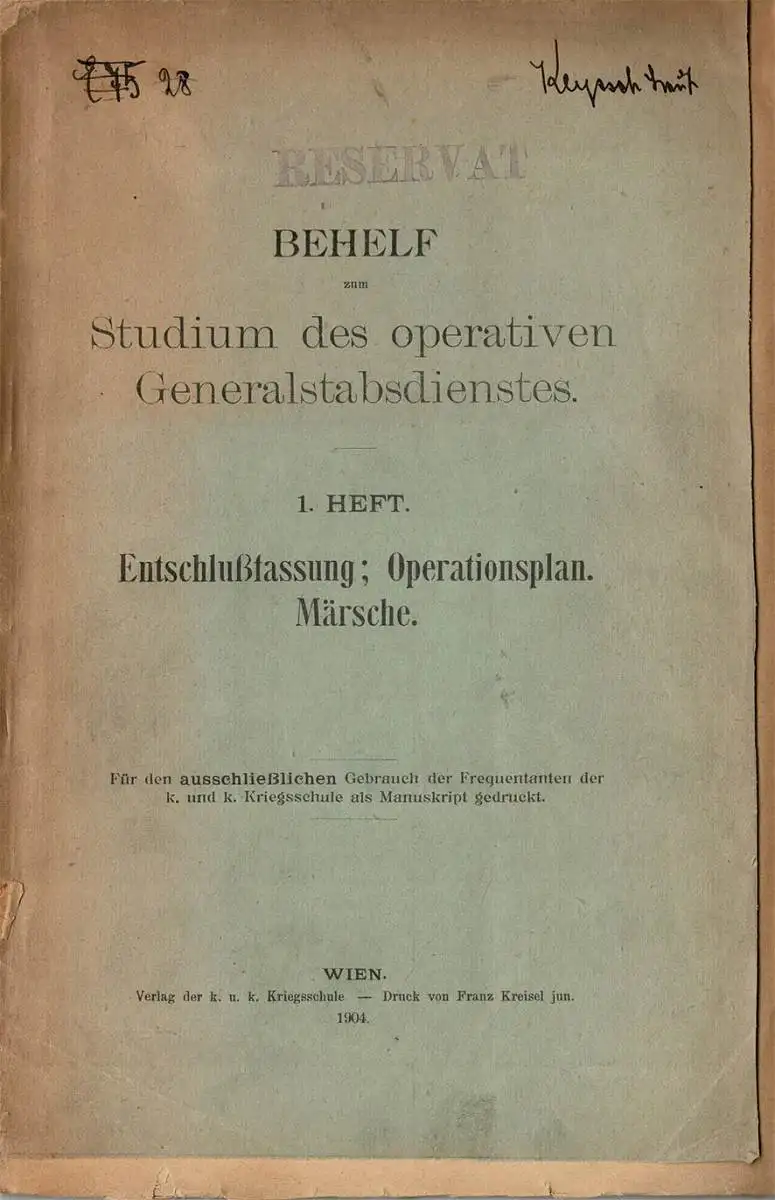 28
RESERVAT
BEHELF
zum
Studium des operativen
Generalstabsdienstes.
1. HEFT.
Entschlußfassung; Operationsplan.
Märsche.
Für den ausschließlichen Gebrauch der Frequentanten der
k. und k. Kriegsschule als Manuskript gedruckt.
WIEN.
Verlag der k. u. k. Kriegsschule — Druck von Franz Kreisel jun.
1904.